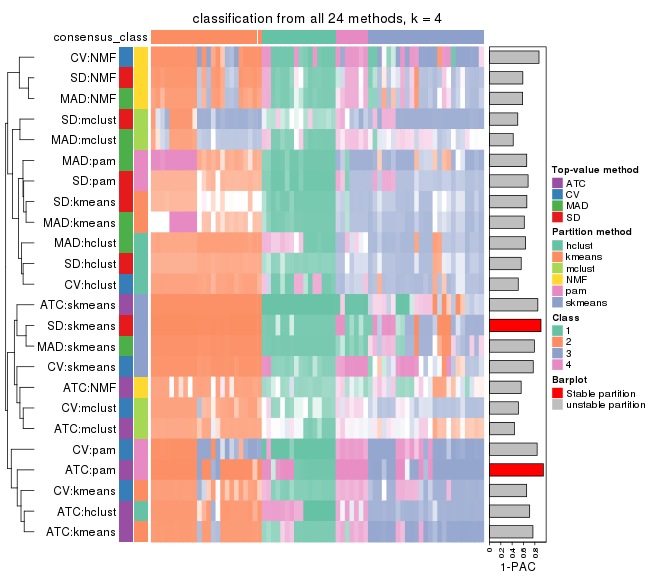 classification from all 24 methods, k = 4
consensus_class
CV:NMF
SD:NMF
MAD:NMF
SD:mclust
MAD:mclust
MAD:pam
SD:pam
SD:kmeans
MAD:kmeans
MAD:hclust
SD:hclust
CV:hclust
ATC:skmeans
SD:skmeans
MAD:skmeans
CV:skmeans
ATC:NMF
CV:mclust
ATC:mclust
CV:pam
ATC:pam
CV:kmeans
ATC:hclust
ATC:kmeans
0 0.2 0.4 0.6 0.8
1-PAC
Top-value method
ATC
CV
MAD
SD
Partition method
hclust
kmeans
mclust
NMF
pam
skmeans
Class
1
2
3
4
Barplot
Stable partition
unstable partition